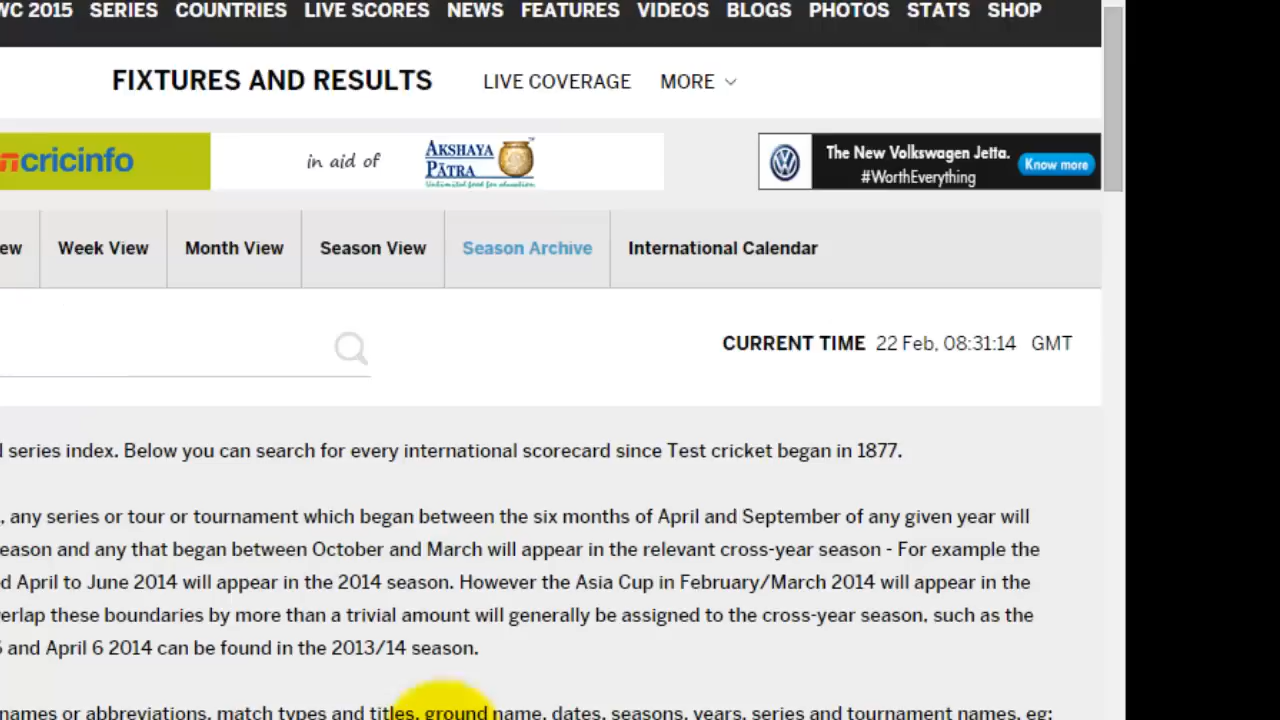 WC 2015 SERIES COUNTRIES LIVE SCORES NEWS FEATURES VIDEOS BLOGS PHOTOS STATS SHOP
FIXTURES AND RESULTS LIVE COVERAGE MORE
cricinfo in aid of AKSHAYA PĀTRA ™
Unlimited food for education
The New Volkswagen Jetta.
#WorthEverything
Know more
ew Week View Month View Season View Season Archive International Calendar
CURRENT TIME 22 Feb, 08:31:14 GMT
l series index. Below you can search for every international scorecard since Test cricket began in 1877.
, any series or tour or tournament which began between the six months of April and September of any given year will
eason and any that began between October and March will appear in the relevant cross-year season - For example the
d April to June 2014 will appear in the 2014 season. However the Asia Cup in February/March 2014 will appear in the
erlap these boundaries by more than a trivial amount will generally be assigned to the cross-year season, such as the
and April 6 2014 can be found in the 2013/14 season.
names or abbreviations, match types and titles, ground name, dates, seasons, years, series and tournament names, eg: